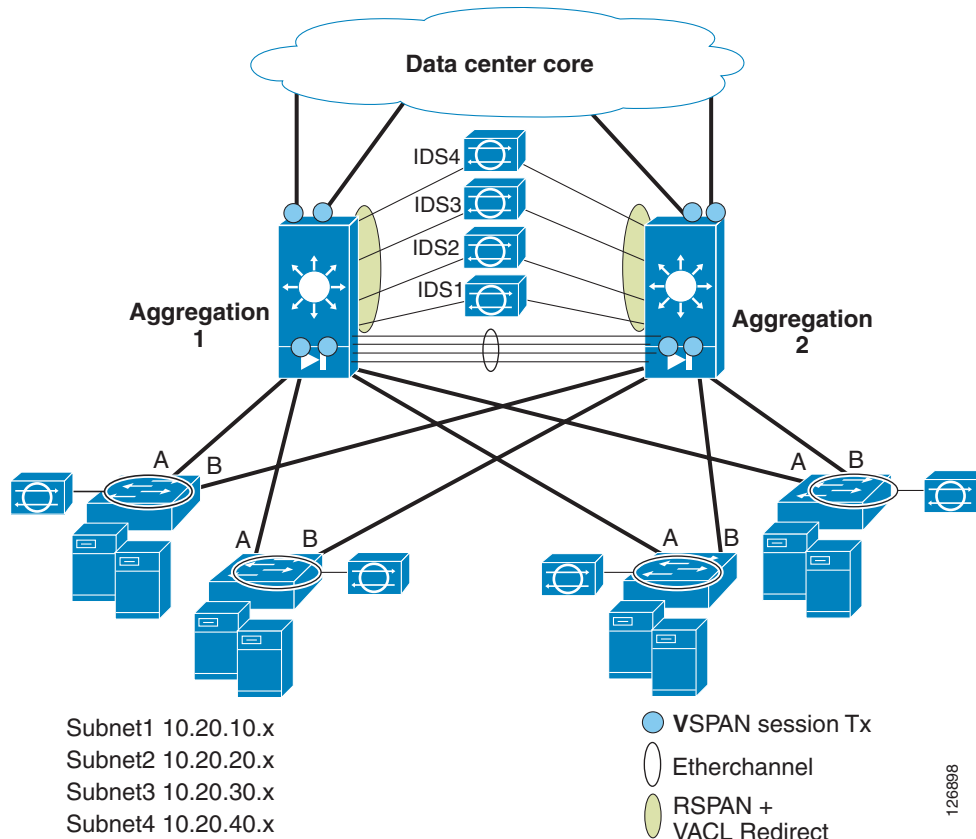 Data center core
IDS4
IDS3
IDS2
IDS1
Aggregation
1
Aggregation
2
A
B
A
B
A
B
A
B
Subnet1 10.20.10.x
Subnet2 10.20.20.x
Subnet3 10.20.30.x
Subnet4 10.20.40.x
VSPAN session Tx
Etherchannel
RSPAN +
VACL Redirect
126898